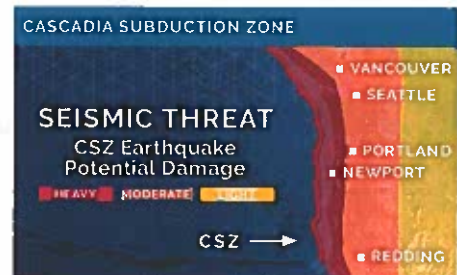 CASCADIA SUBDUCTION ZONE
VANCOUVER
SEATTLE
SEISMIC THREAT
CSZ Earthquake
Potential Damage
PORTLAND
NEWPORT
HEAVY MODERATE
CSZ
REDDING